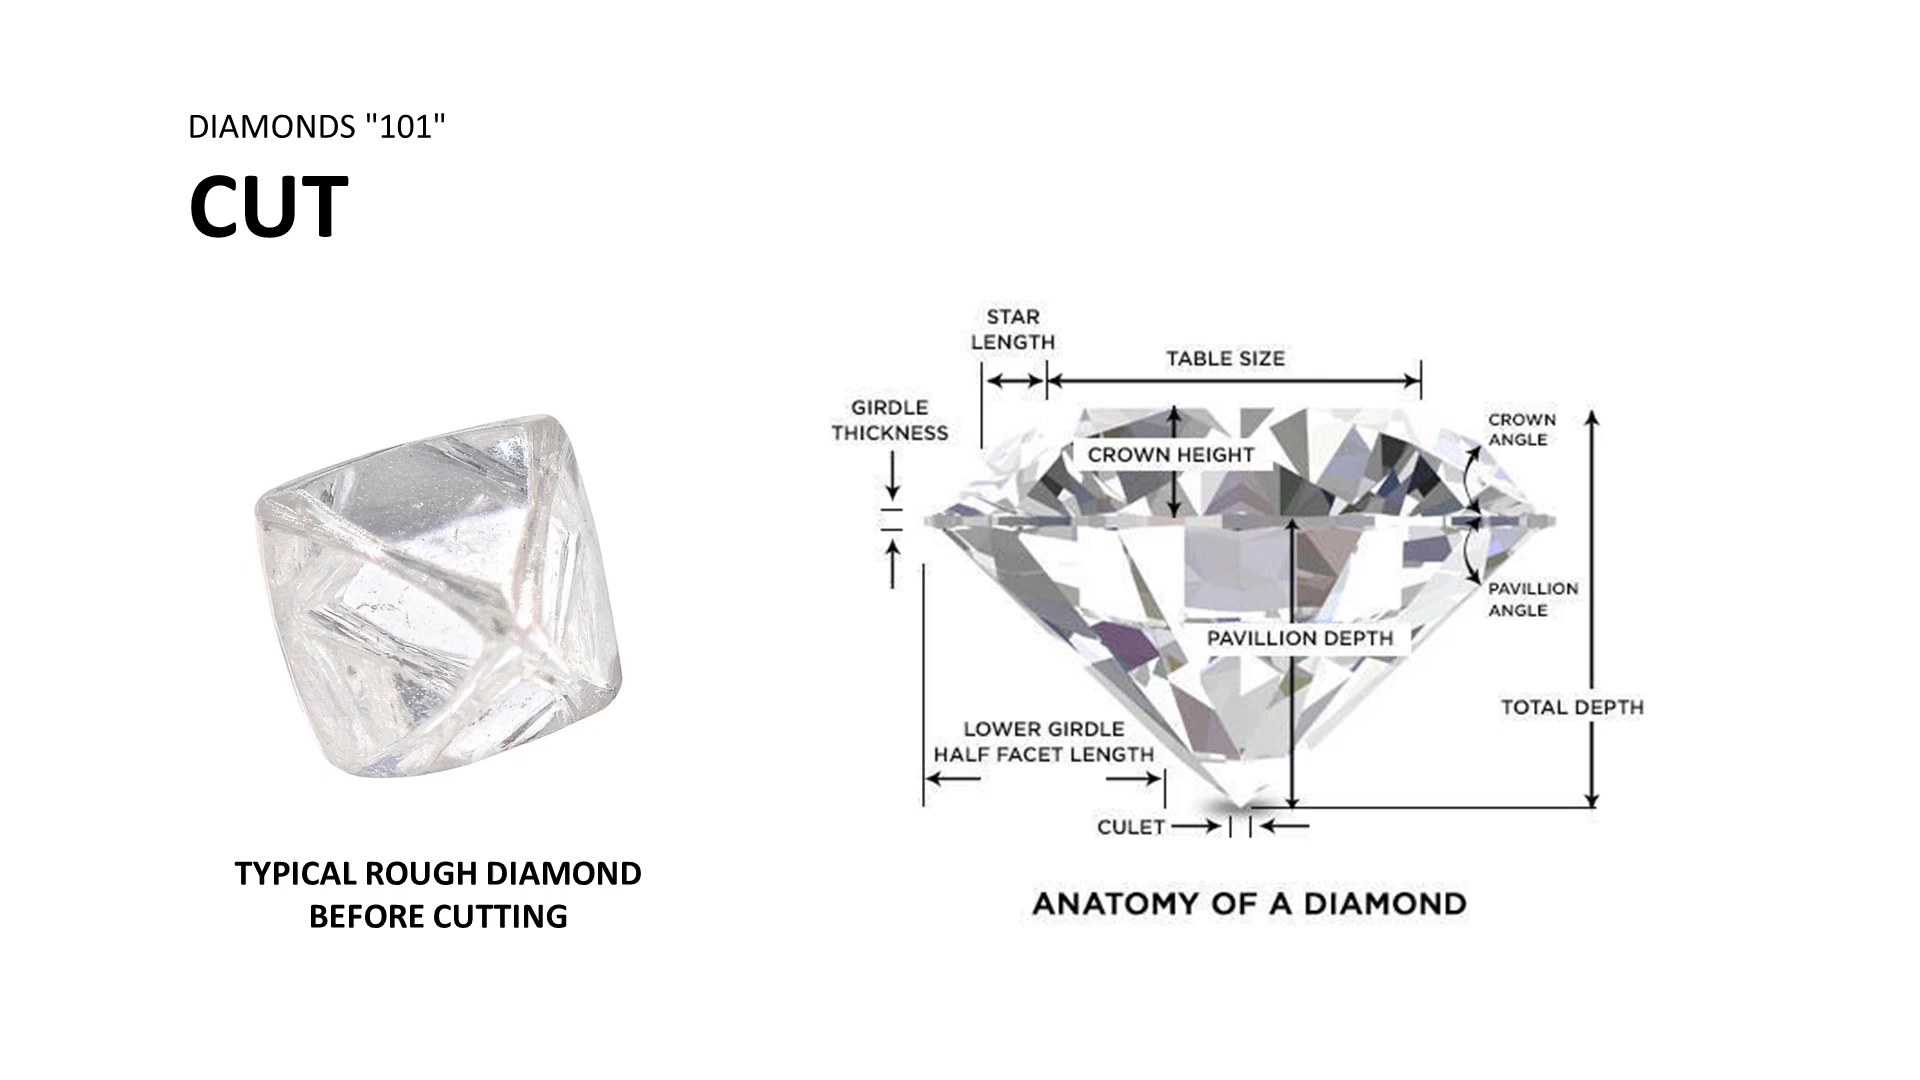 DIAMONDS "101"
CUT
STAR
LENGTH
TABLE SIZE
GIRDLE
THICKNESS
CROWN
ANGLE
CROWN HEIGHT
PAVILLION
ANGLE
PAVILLION DEPTH
TOTAL DEPTH
LOWER GIRDLE
HALF FACET LENGTH
CULET
TYPICAL ROUGH DIAMOND
BEFORE CUTTING
ANATOMY OF A DIAMOND